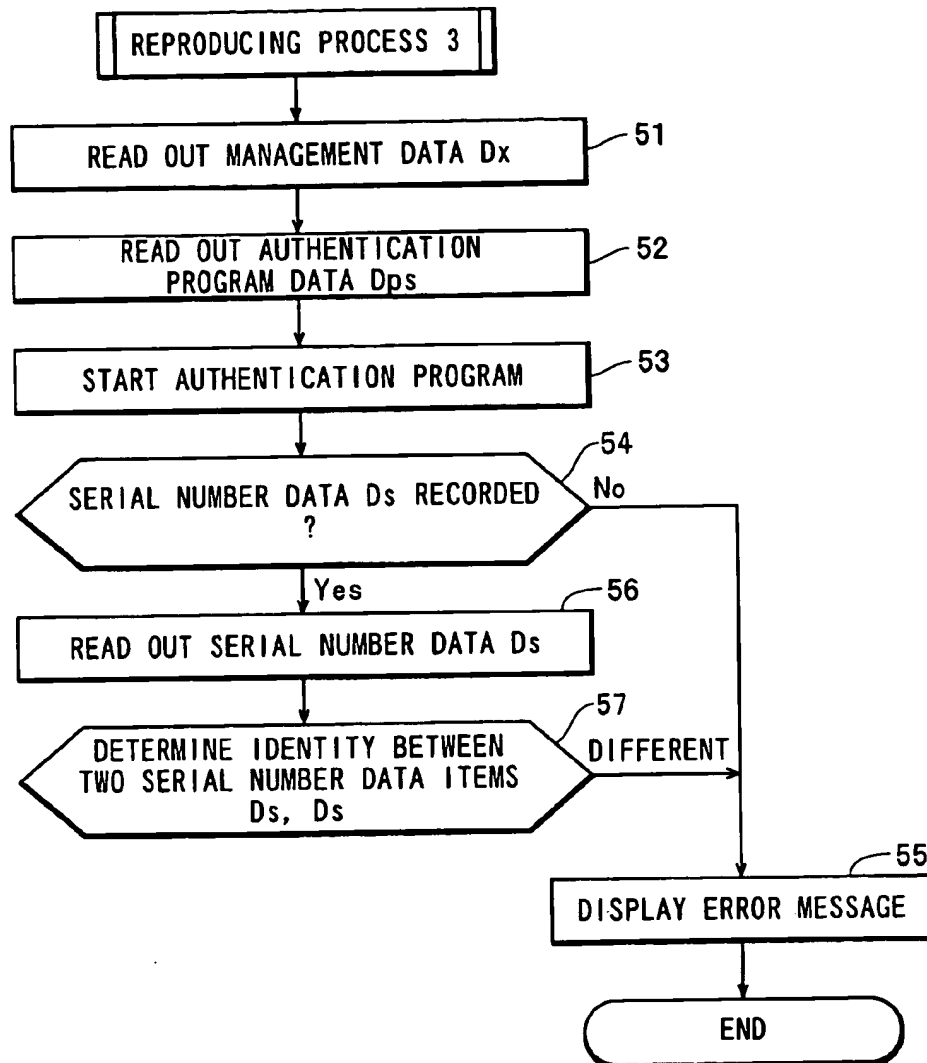 REPRODUCING PROCESS 3
51
READ OUT MANAGEMENT DATA Dx
52
READ OUT AUTHENTICATION
PROGRAM DATA Dps
53
START AUTHENTICATION PROGRAM
54
SERIAL NUMBER DATA Ds RECORDED
?
No
Yes
56
READ OUT SERIAL NUMBER DATA Ds
57
DETERMINE IDENTITY BETWEEN
TWO SERIAL NUMBER DATA ITEMS
Ds, Ds
DIFFERENT
55
DISPLAY ERROR MESSAGE
END